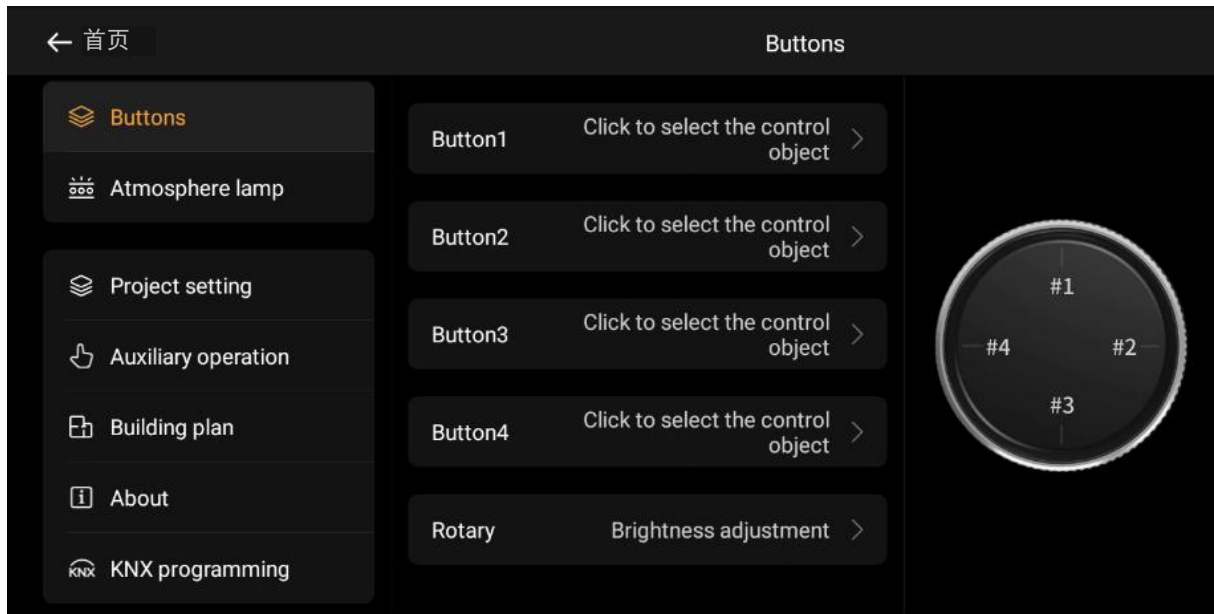 首页
Buttons
Buttons
Atmosphere lamp
Project setting
Auxiliary operation
Building plan
About
KNX
KNX programming
Button1
Click to select the control
object
Button2
Click to select the control
object
Button3
Click to select the control
object
Button4
Click to select the control
object
Rotary
Brightness adjustment
#1
#4
#2
#3